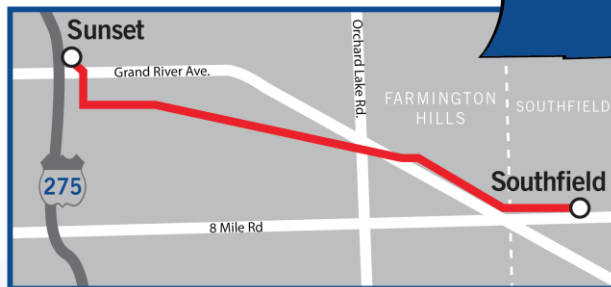 Sunset
Grand River Ave.
Orchard Lake Rd.
FARMINGTON
HILLS
SOUTHFIELD
275
Southfield
8 Mile Rd